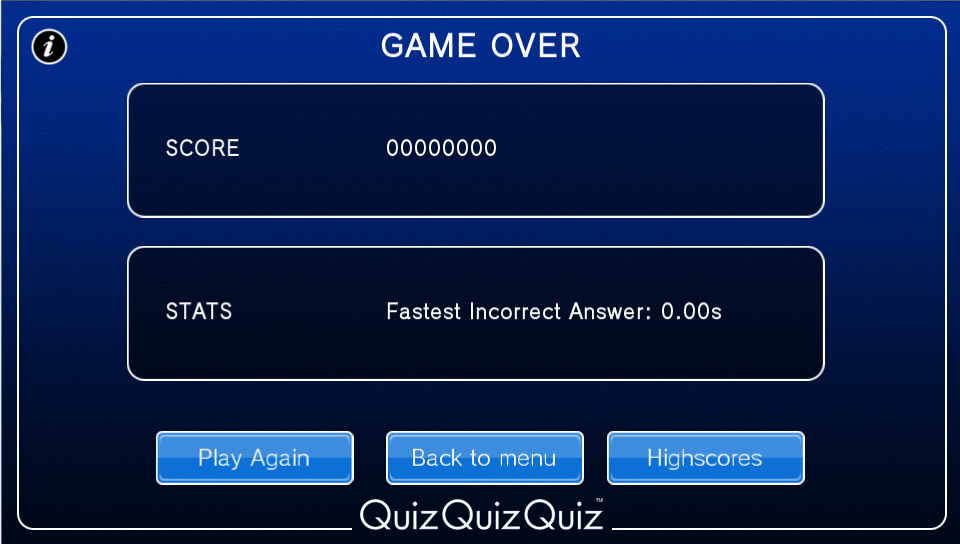 i
GAME OVER
SCORE 00000000
STATS Fastest Incorrect Answer: 0.00s
Play Again Back to menu Highscores
QuizQuizQuiz™